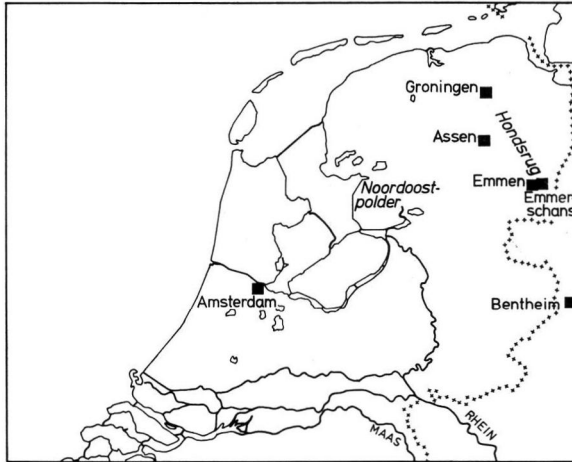 Groningen
Assen
Hondsrug
Emmen
Emmer
schans
Noordoost-
polder
Amsterdam
Bentheim
MAAS
RHEIN